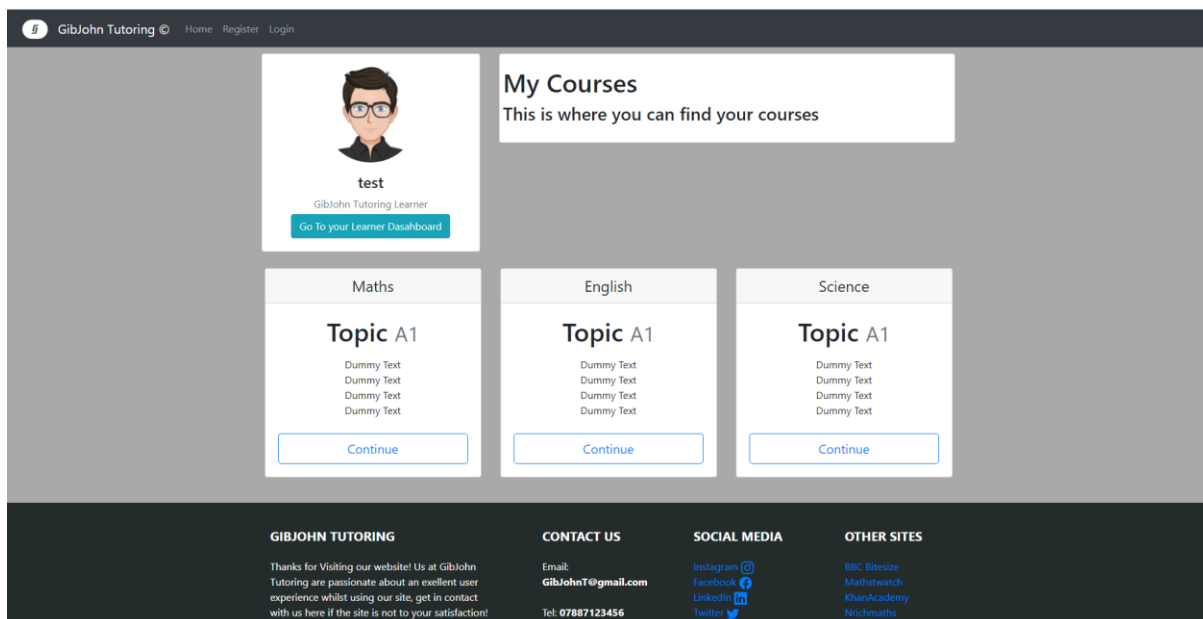 GibJohn Tutoring © Home Register Login
test
GibJohn Tutoring Learner
Go To your Learner Dasahboard
My Courses
This is where you can find your courses
Maths
Topic A1
Dummy Text
Dummy Text
Dummy Text
Dummy Text
Continue
English
Topic A1
Dummy Text
Dummy Text
Dummy Text
Dummy Text
Continue
Science
Topic A1
Dummy Text
Dummy Text
Dummy Text
Dummy Text
Continue
GIBJOHN TUTORING
Thanks for Visiting our website! Us at GibJohn
Tutoring are passionate about an exellent user
experience whilst using our site, get in contact
with us here if the site is not to your satisfaction!
CONTACT US
Email:
GibJohnT@gmail.com
Tel: 07887123456
SOCIAL MEDIA
Instagram
Facebook
LinkedIn
Twitter
OTHER SITES
BBC Bitesize
Mathstwatch
KhanAcademy
Nrichmaths